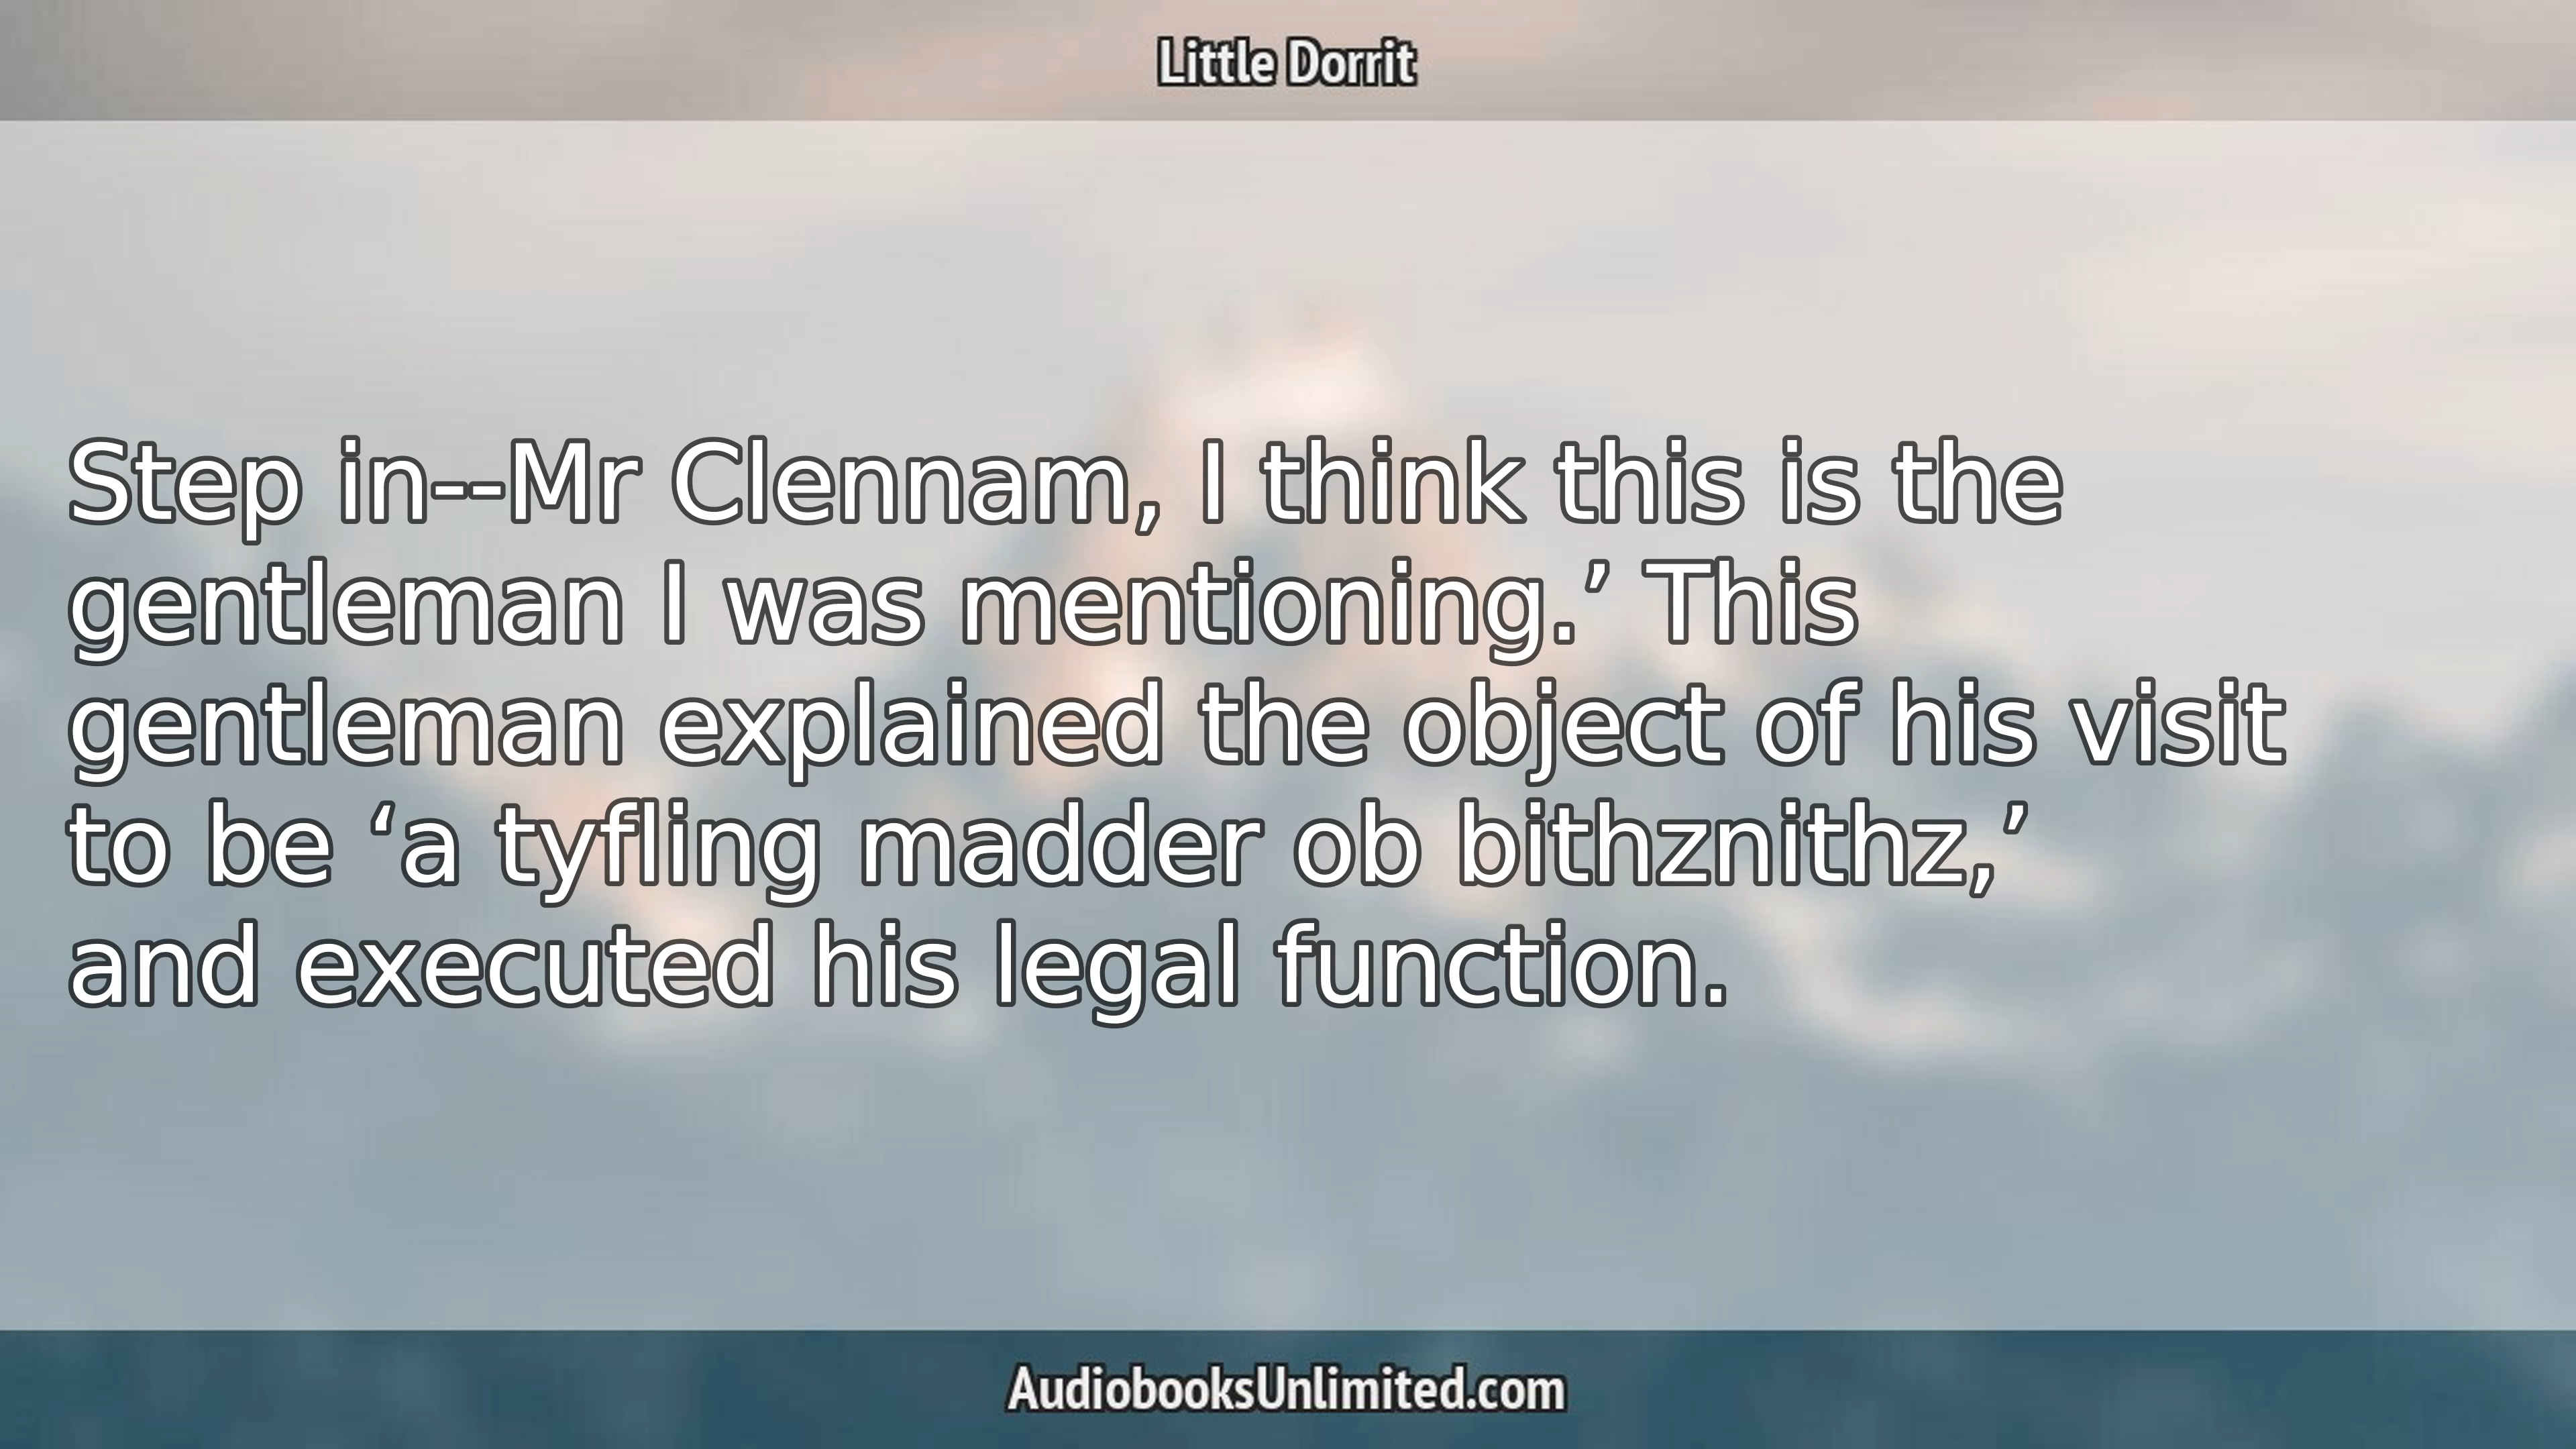 Little Dorrit
Step in--Mr Clennam, I think this is the
gentleman I was mentioning.’ This
gentleman explained the object of his visit
to be ‘a tyfling madder ob bithznithz,’
and executed his legal function.
AudiobooksUnlimited.com